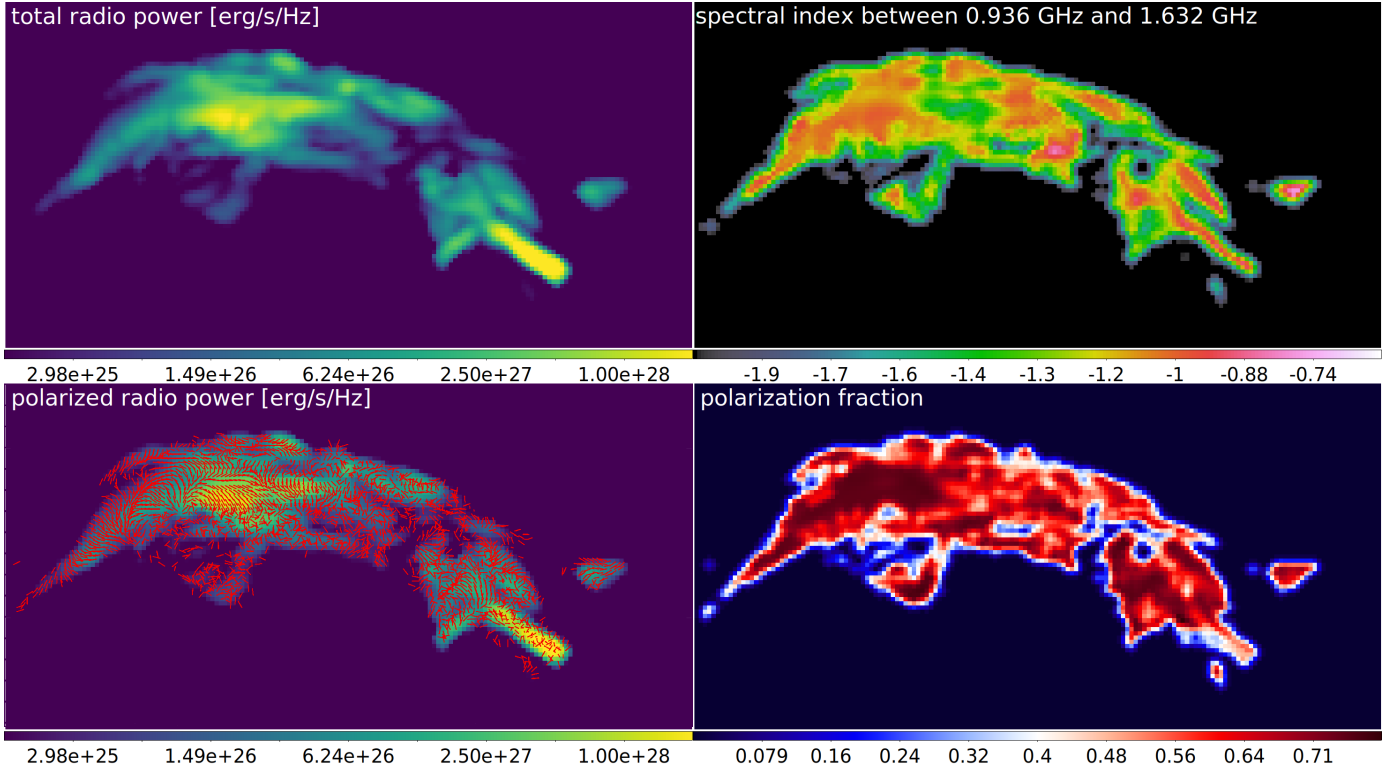 total radio power [erg/s/Hz]
spectral index between 0.936 GHz and 1.632 GHz
2.98e+25 1.49e+26 6.24e+26 2.50e+27 1.00e+28
-1.9 -1.7 -1.6 -1.4 -1.3 -1.2 -1 -0.88 -0.74
polarized radio power [erg/s/Hz]
polarization fraction
2.98e+25 1.49e+26 6.24e+26 2.50e+27 1.00e+28
0.079 0.16 0.24 0.32 0.4 0.48 0.56 0.64 0.71